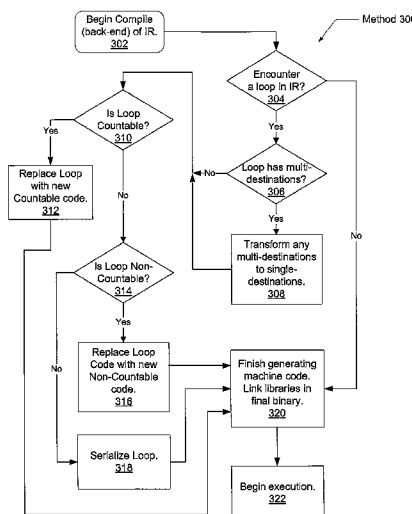 Begin Compile
(back-end) of IR.
302
Method 300
Encounter
a loop in IR?
304
Yes
No
Loop has multi-
destinations?
306
No
Yes
Transform any
multi-destinations
to single-
destinations.
308
Is Loop
Countable?
310
Yes
No
Replace Loop
with new
Countable code.
312
Is Loop Non-
Countable?
314
Yes
No
Replace Loop
Code with new
Non-Countable
code.
316
Serialize Loop.
318
Finish generating
machine code.
Link libraries in
final binary.
320
Begin execution.
322